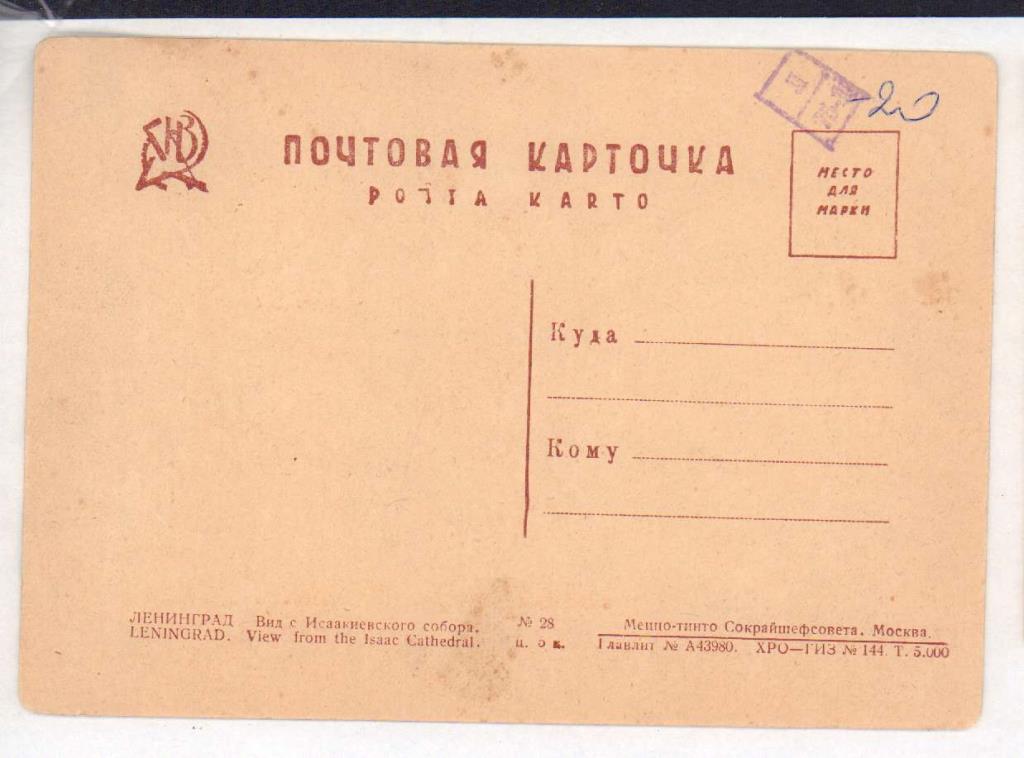 -20
ПОЧТОВАЯ КАРТОЧКА
POŜTA KARTO
МЕСТО
ДЛЯ
МАРКИ
Куда
Кому
ЛЕНИНГРАД Вид с Исаакиевского собора.
LENINGRAD. View from the Isaac Cathedral.
№ 28
ц. 5 к.
Меццо-тинто Сокрайшефсовета. Москва.
Главлит № А43980. ХРО—ГИЗ № 144. Т. 5.000